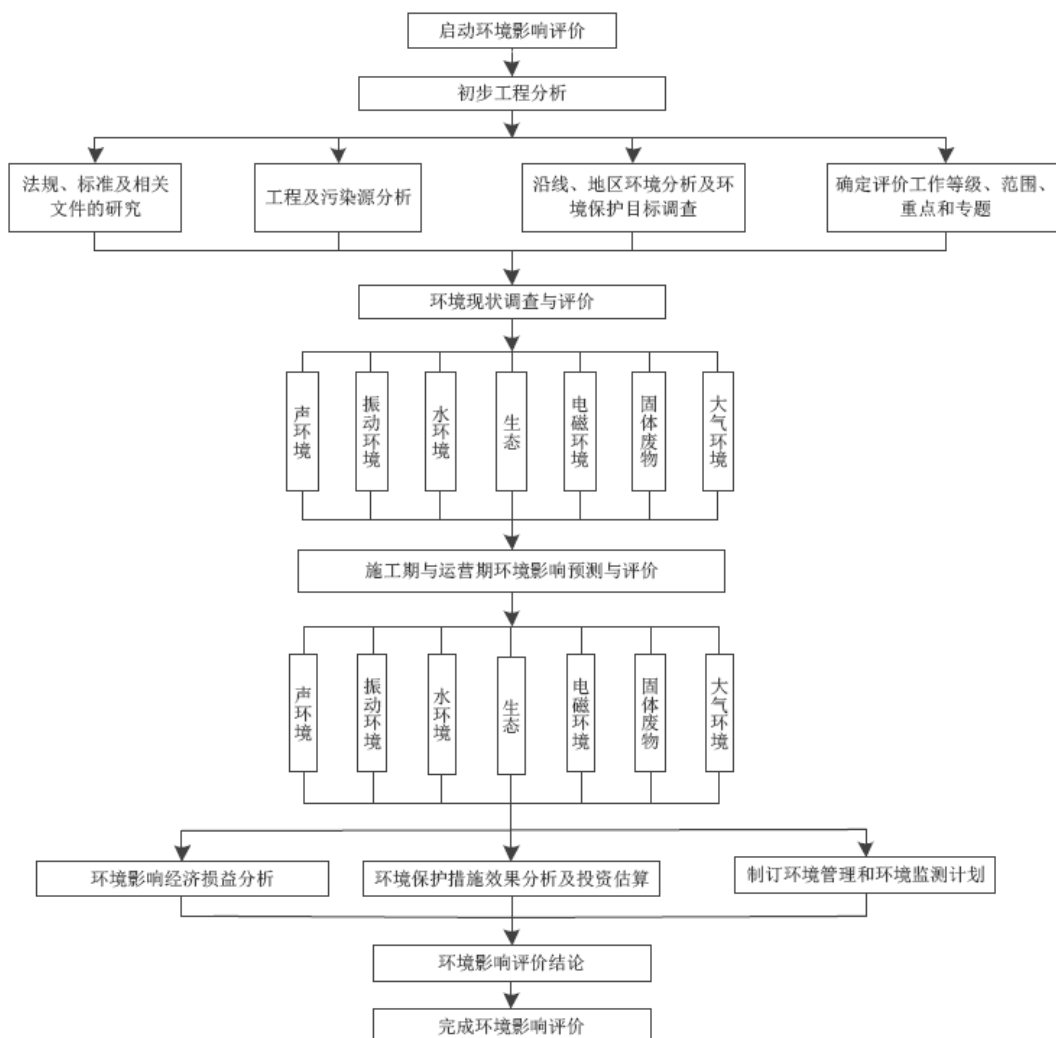 启动环境影响评价
初步工程分析
法规、标准及相关
文件的研究
工程及污染源分析
沿线、地区环境分析及环
境保护目标调查
确定评价工作等级、范围、
重点和专题
环境现状调查与评价
声环境
振动环境
水环境
生态
电磁环境
固体废物
大气环境
施工期与运营期环境影响预测与评价
声环境
振动环境
水环境
生态
电磁环境
固体废物
大气环境
环境影响经济损益分析
环境保护措施效果分析及投资估算
制订环境管理和环境监测计划
环境影响评价结论
完成环境影响评价